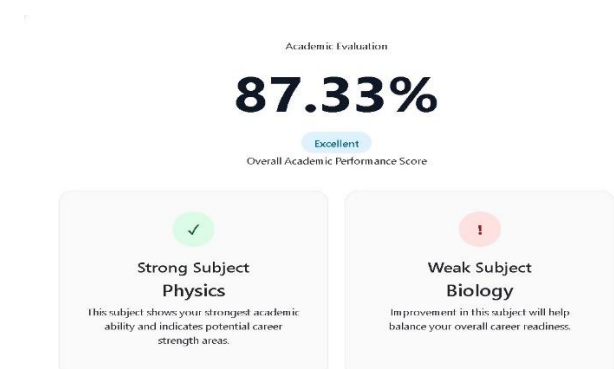 Academic Evaluation
87.33%
Excellent
Overall Academic Performance Score
Strong Subject
Physics
This subject shows your strongest academic
ability and indicates potential career
strength areas.
Weak Subject
Biology
Improvement in this subject will help
balance your overall career readiness.